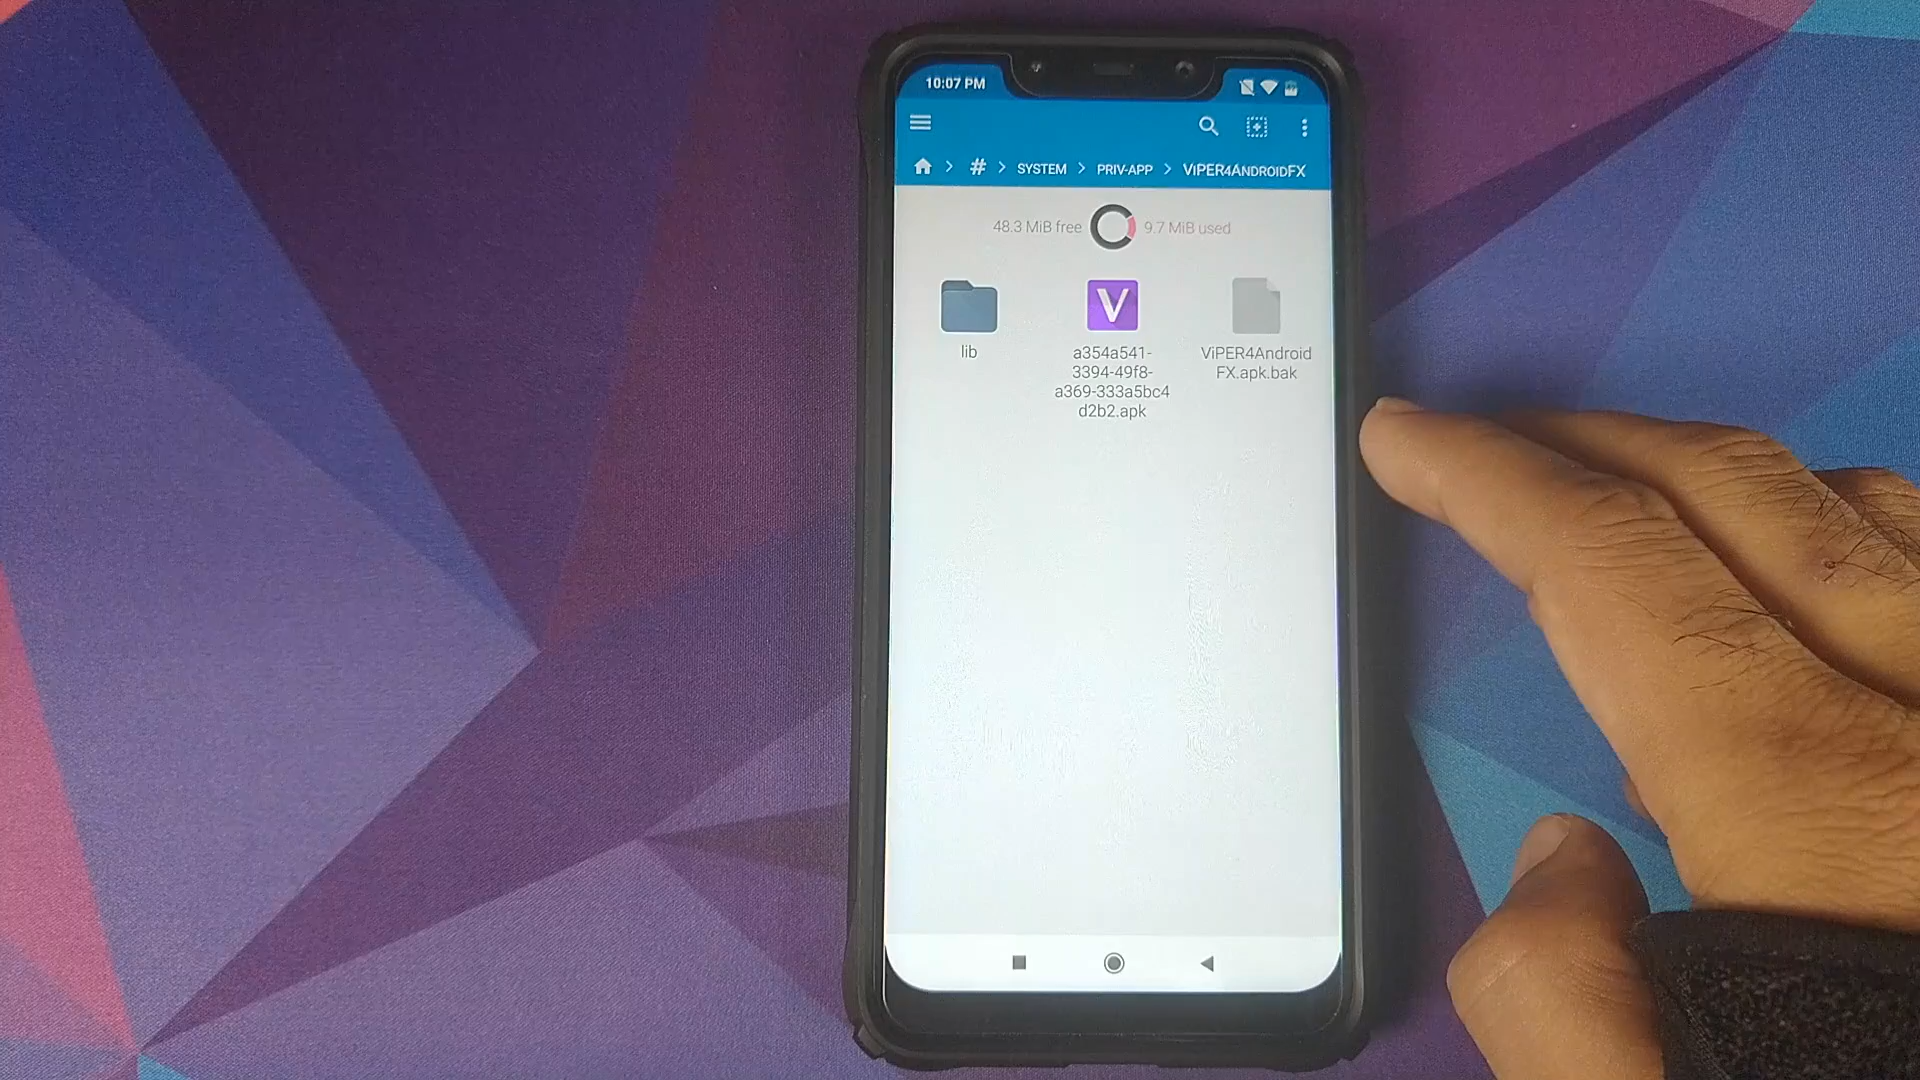 10:07 PM
# SYSTEM PRIV-APP ViPER4AndroidFX
48.3 MiB free 9.7 MiB used
lib
V
a354a541-
3394-49f8-
a369-333a5bc4
d2b2.apk
ViPER4Android
FX.apk.bak